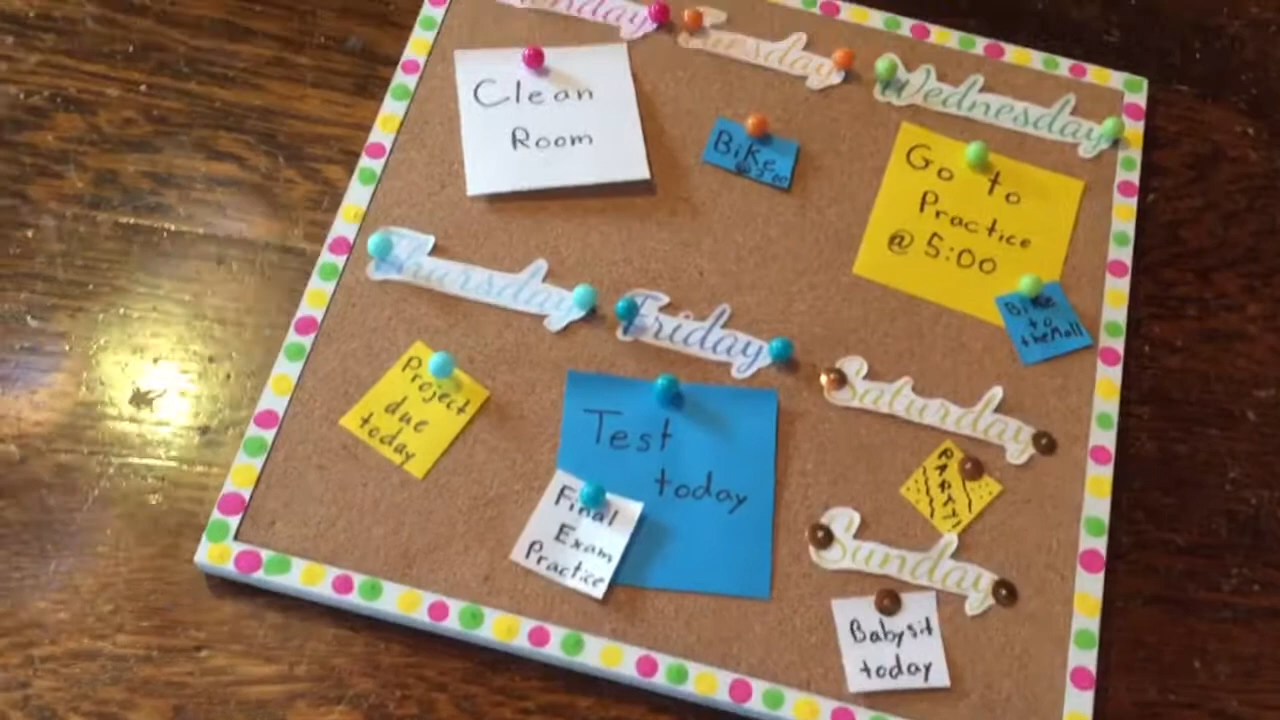 Tuesday
Wednesday
Clean
Room
Bike
Go to
Practice
@ 5:00
Bike
to
the Mall
Thursday
Friday
Saturday
Project
due
today
Test
today
Final
Exam
Practice
PARTY!
Sunday
Babysit
today